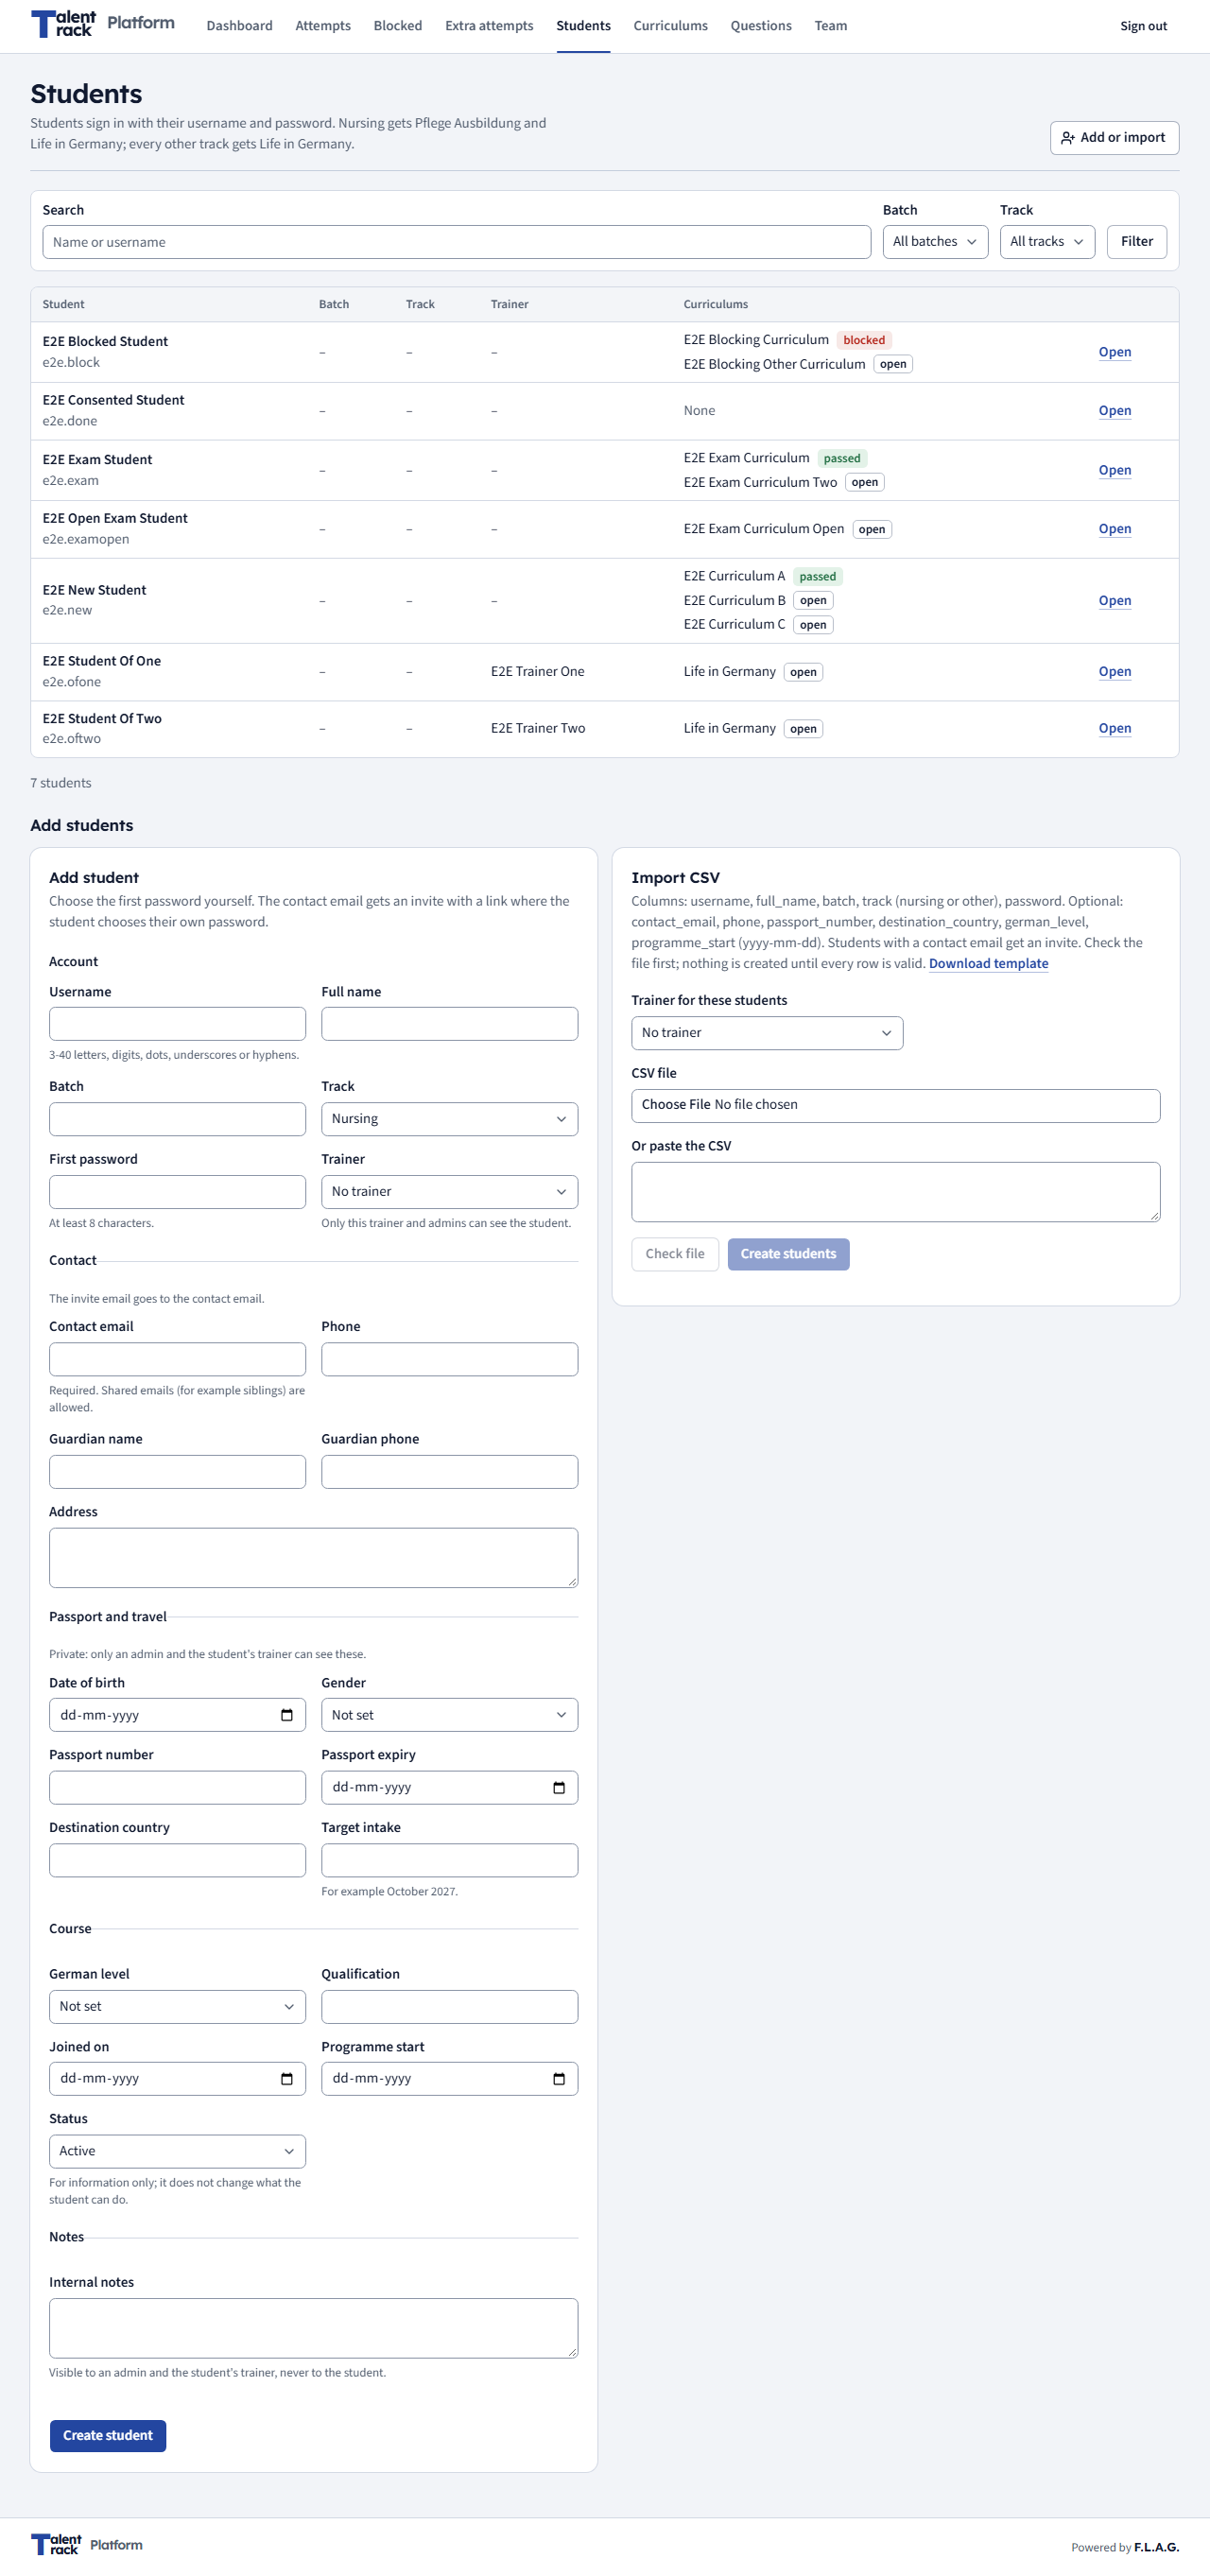 Talent rack Platform Dashboard Attempts Blocked Extra attempts Students Curriculums Questions Team Sign out
Students
Students sign in with their username and password. Nursing gets Pflege Ausbildung and
Life in Germany; every other track gets Life in Germany.
Add or import
Search Batch Track
Name or username All batches All tracks Filter
Student Batch Track Trainer Curriculums
E2E Blocked Student
e2e.block
– – –
E2E Blocking Curriculum blocked
E2E Blocking Other Curriculum open
Open
E2E Consented Student
e2e.done
– – –
None
Open
E2E Exam Student
e2e.exam
– – –
E2E Exam Curriculum passed
E2E Exam Curriculum Two open
Open
E2E Open Exam Student
e2e.examopen
– – –
E2E Exam Curriculum Open open
Open
E2E New Student
e2e.new
– – –
E2E Curriculum A passed
E2E Curriculum B open
E2E Curriculum C open
Open
E2E Student Of One
e2e.ofone
– –
E2E Trainer One
Life in Germany open
Open
E2E Student Of Two
e2e.oftwo
– –
E2E Trainer Two
Life in Germany open
Open
7 students
Add students
Add student
Choose the first password yourself. The contact email gets an invite with a link where the
student chooses their own password.
Account
Username Full name
3-40 letters, digits, dots, underscores or hyphens.
Batch Track
Nursing
First password Trainer
No trainer
At least 8 characters. Only this trainer and admins can see the student.
Contact
The invite email goes to the contact email.
Contact email Phone
Required. Shared emails (for example siblings) are
allowed.
Guardian name Guardian phone
Address
Passport and travel
Private: only an admin and the student's trainer can see these.
Date of birth Gender
dd-mm-yyyy Not set
Passport number Passport expiry
dd-mm-yyyy
Destination country Target intake
For example October 2027.
Course
German level Qualification
Not set
Joined on Programme start
dd-mm-yyyy dd-mm-yyyy
Status
Active
For information only; it does not change what the
student can do.
Notes
Internal notes
Visible to an admin and the student's trainer, never to the student.
Create student
Import CSV
Columns: username, full_name, batch, track (nursing or other), password. Optional:
contact_email, phone, passport_number, destination_country, german_level,
programme_start (yyyy-mm-dd). Students with a contact email get an invite. Check the
file first; nothing is created until every row is valid. Download template
Trainer for these students
No trainer
CSV file
Choose File No file chosen
Or paste the CSV
Check file Create students
Talent rack Platform
Powered by F.L.A.G.